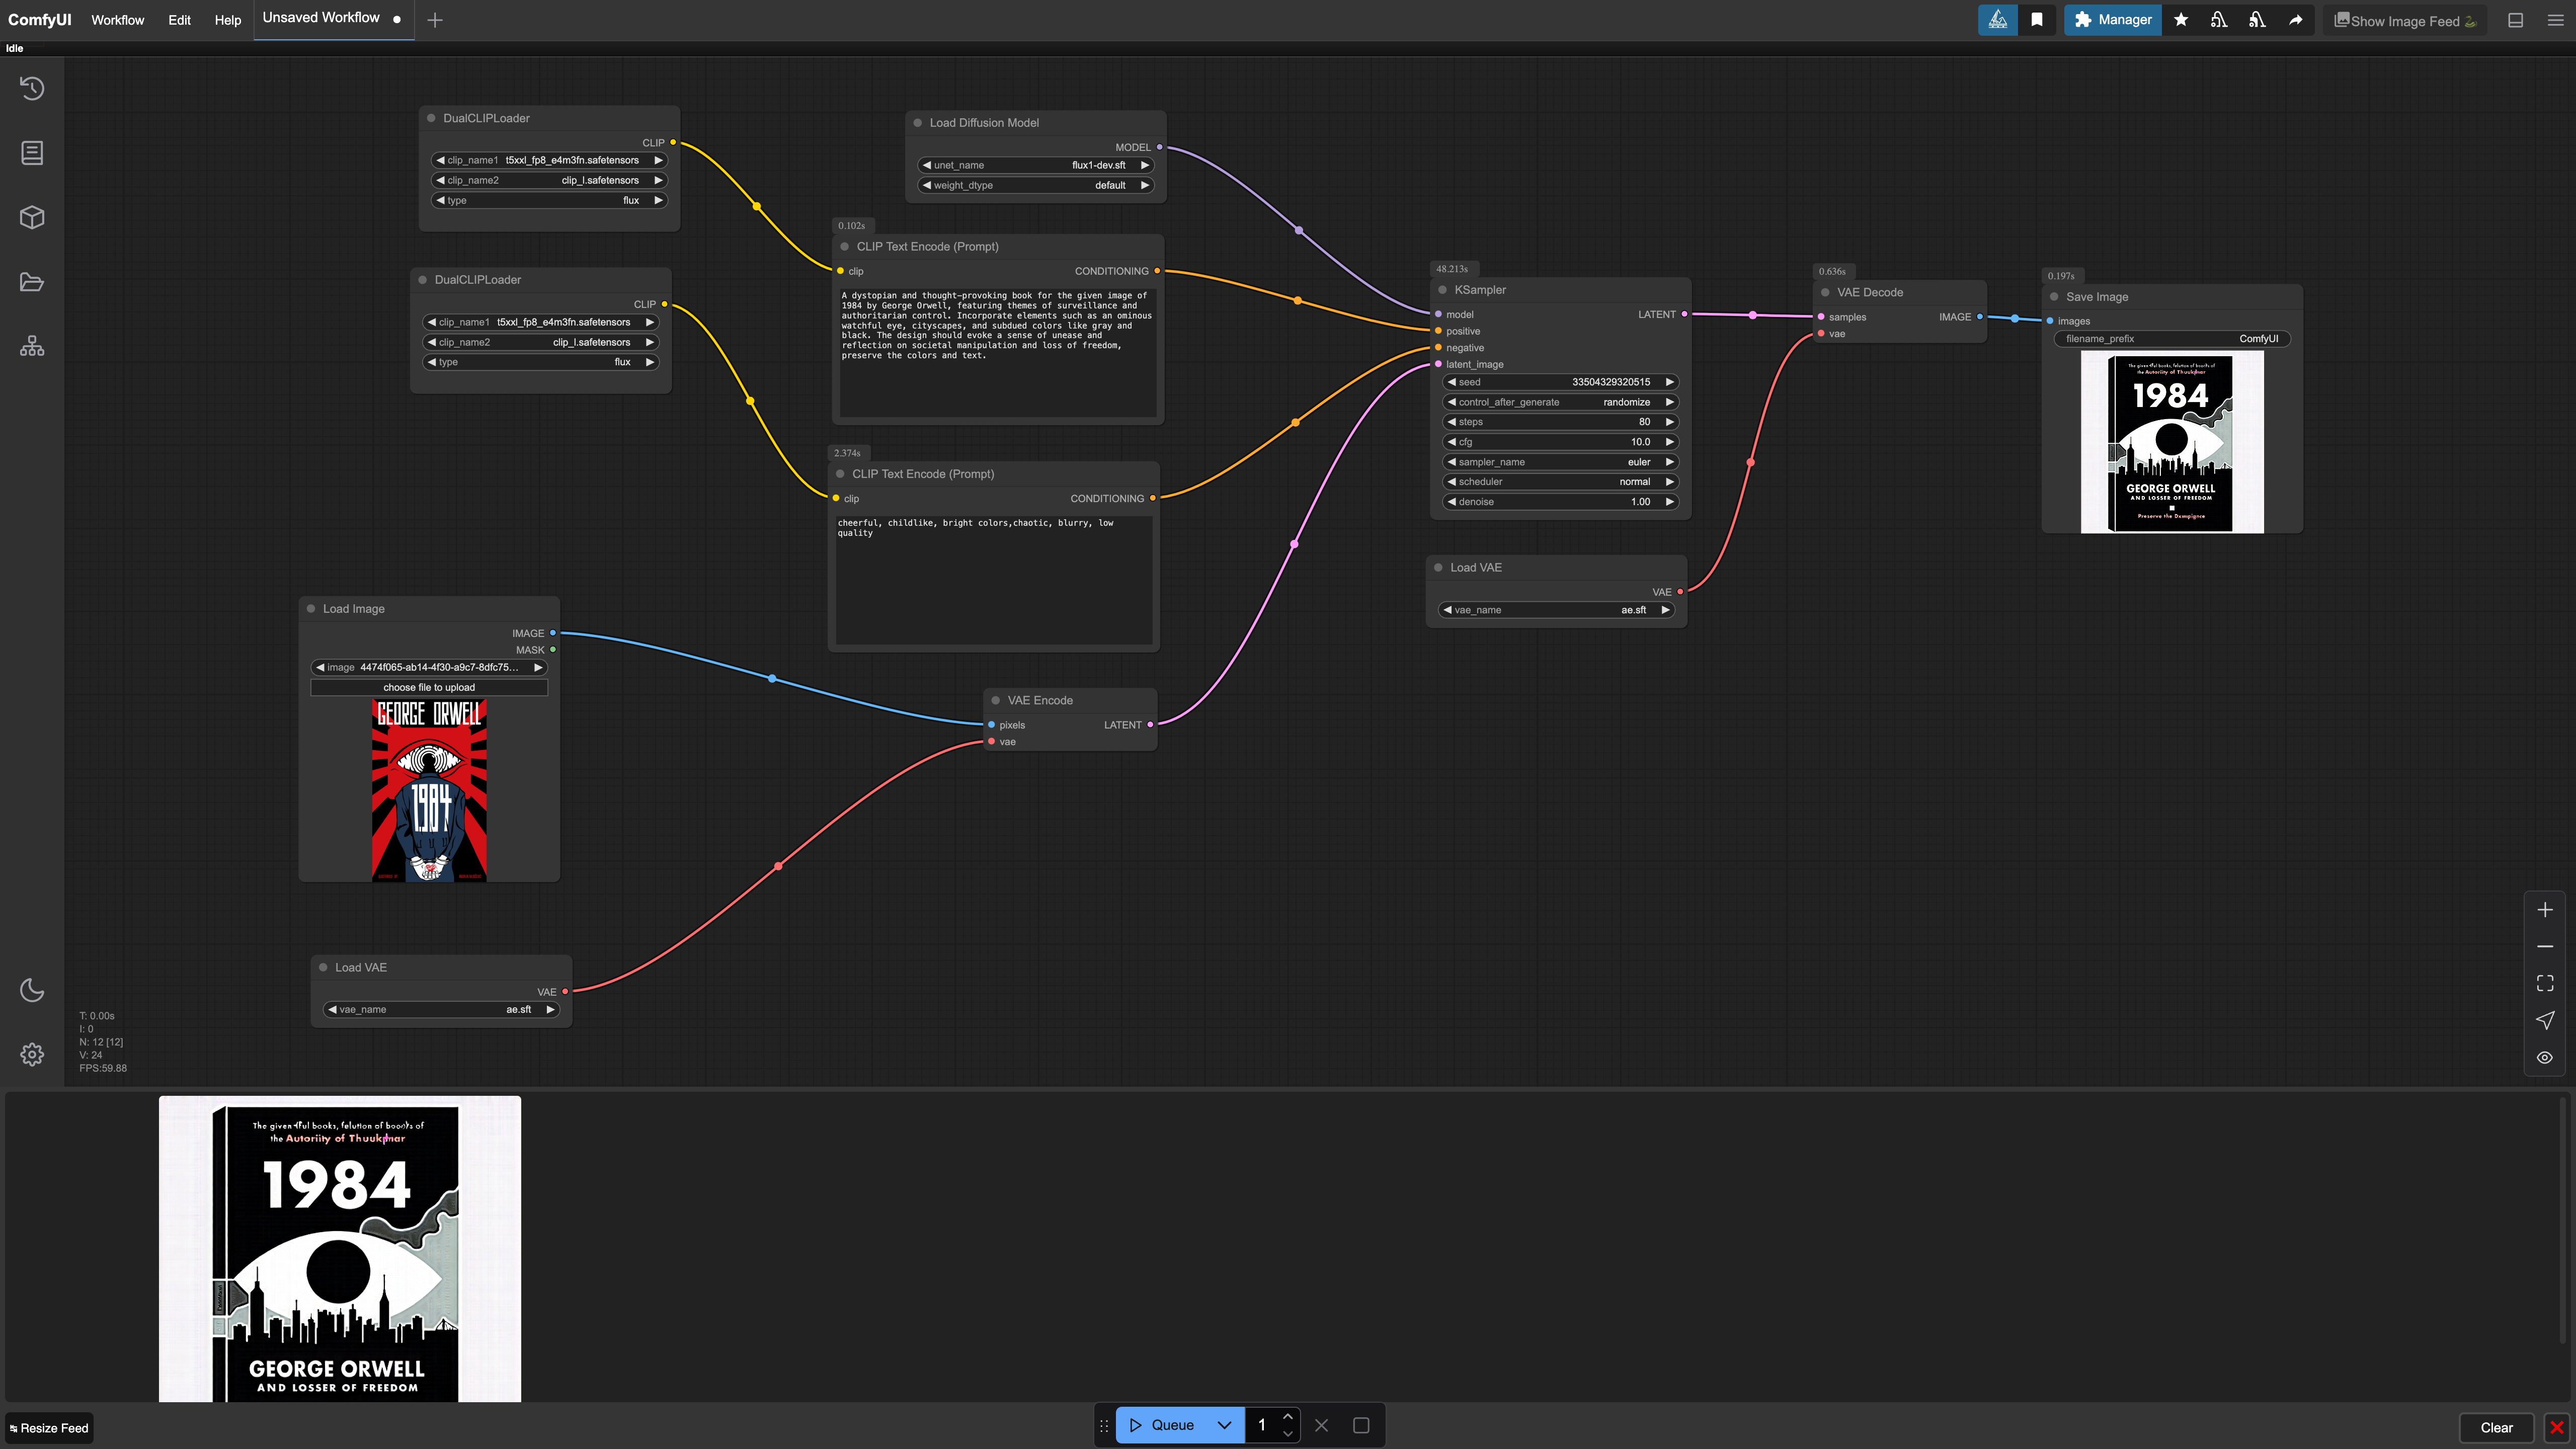 ComfyUI
Workflow
Edit
Help
Unsaved Workflow
Manager
Show Image Feed
Idle
DualCLIPLoader
CLIP
clip_name1 t5xxl_fp8_e4m3fn.safetensors
clip_name2 clip_l.safetensors
type flux
DualCLIPLoader
CLIP
clip_name1 t5xxl_fp8_e4m3fn.safetensors
clip_name2 clip_l.safetensors
type flux
Load Diffusion Model
MODEL
unet_name flux1-dev.sft
weight_dtype default
0.102s
CLIP Text Encode (Prompt)
clip CONDITIONING
A dystopian and thought-provoking book for the given image of
1984 by George Orwell, featuring themes of surveillance and
authoritarian control. Incorporate elements such as an ominous
watchful eye, cityscapes, and subdued colors like gray and
black. The design should evoke a sense of unease and
reflection on societal manipulation and loss of freedom,
preserve the colors and text.
2.374s
CLIP Text Encode (Prompt)
clip CONDITIONING
cheerful, childlike, bright colors,chaotic, blurry, low
quality
Load Image
IMAGE
MASK
image 4474f065-ab14-4f30-a9c7-8dfc75...
choose file to upload
GEORGE ORWELL
1984
VAE Encode
pixels LATENT
vae
Load VAE
VAE
vae_name ae.sft
48.213s
KSampler
model LATENT
positive
negative
latent_image
seed 33504329320515
control_after_generate randomize
steps 80
cfg 10.0
sampler_name euler
scheduler normal
denoise 1.00
Load VAE
VAE
vae_name ae.sft
0.636s
VAE Decode
samples IMAGE
vae
0.197s
Save Image
images
filename_prefix ComfyUI
The given books, felution of
the Autoriity of
1984
GEORGE ORWELL
AND LOSSER OF FREEDOM
Preserve the Dempignce
T: 0.00s
I: 0
N: 12 [12]
V: 24
FPS:59.88
The given books, felution of
the Autoriity of Thuukpnar
1984
GEORGE ORWELL
AND LOSSER OF FREEDOM
Resize Feed
Queue
1
Clear